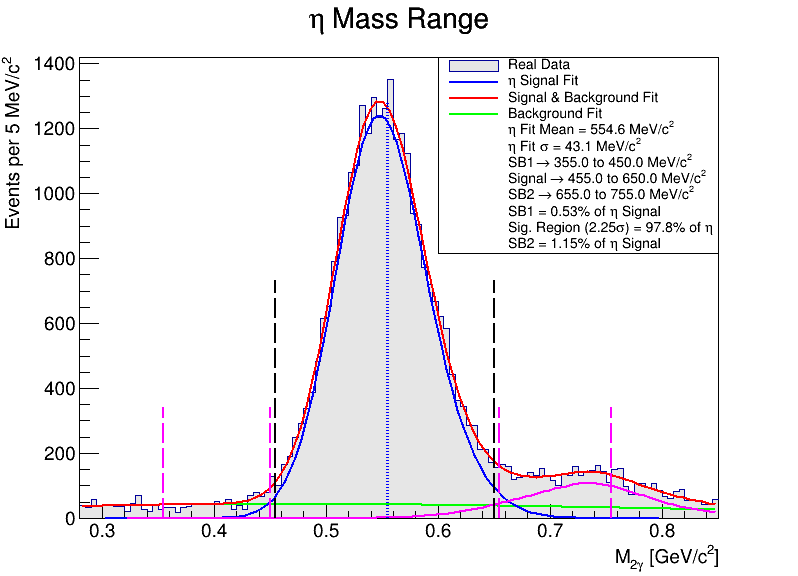 η Mass Range
Events per 5 MeV/c²
1400
1200
1000
800
600
400
200
0
Real Data
η Signal Fit
Signal & Background Fit
Background Fit
η Fit Mean = 554.6 MeV/c²
η Fit σ = 43.1 MeV/c²
SB1 → 355.0 to 450.0 MeV/c²
Signal → 455.0 to 650.0 MeV/c²
SB2 → 655.0 to 755.0 MeV/c²
SB1 = 0.53% of η Signal
Sig. Region (2.25σ) = 97.8% of η
SB2 = 1.15% of η Signal
0.3 0.4 0.5 0.6 0.7 0.8
M₂ᵧ [GeV/c²]